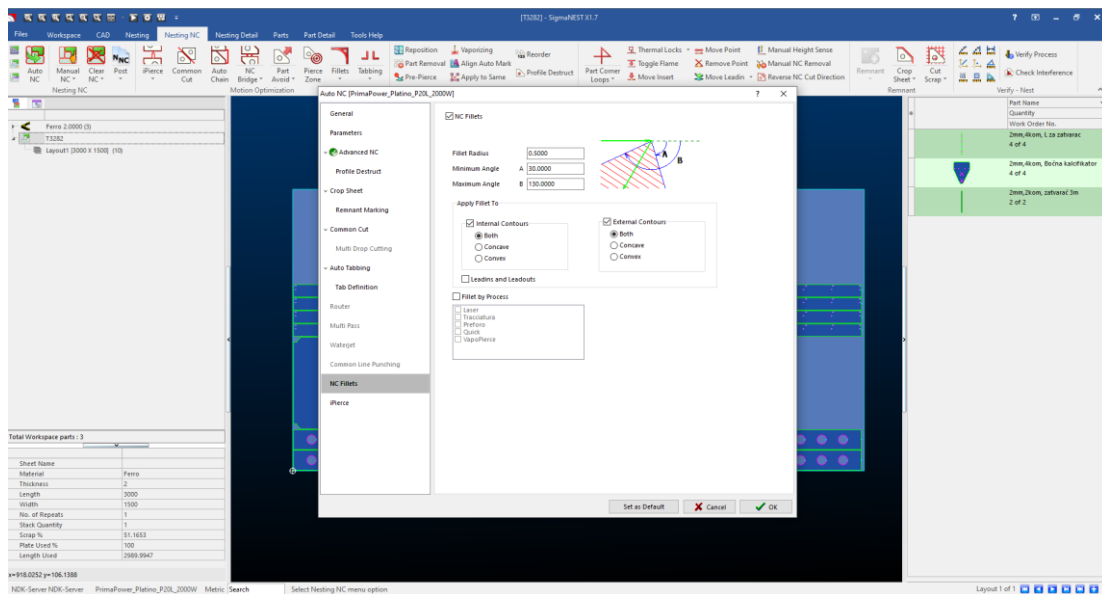 [T3282] - SigmaNEST X1.7
Files Workspace CAD Nesting Nesting NC Nesting Detail Parts Part Detail Tools Help
Auto NC
Manual NC
Clear NC
Post
iPierce
Common Cut
Auto Chain
NC Bridge
Part Avoid
Pierce Zone
Fillets
Tabbing
Reposition
Part Removal
Pre-Pierce
Vaporizing
Align Auto Mark
Apply to Same
Reorder
Profile Destruct
Part Corner Loops
Thermal Locks
Toggle Flame
Move Insert
Move Point
Remove Point
Move Leadin
Manual Height Sense
Manual NC Removal
Reverse NC Cut Direction
Remnant
Crop Sheet
Cut Scrap
Verify Process
Check Interference
Nesting NC
Motion Optimization
Remnant
Verify - Nest
Ferro 2.0000 (3)
T3282
Layout1 [3000 X 1500] (10)
Total Workspace parts : 3
Sheet Name
Material Ferro
Thickness 2
Length 3000
Width 1500
No. of Repeats 1
Stack Quantity 1
Scrap % 51.1653
Plate Used % 100
Length Used 2989.9947
x=918.0252 y=106.1388
Auto NC [PrimaPower_Platino_P20L_2000W]
General
Parameters
Advanced NC
Profile Destruct
Crop Sheet
Remnant Marking
Common Cut
Multi Drop Cutting
Auto Tabbing
Tab Definition
Router
Multi Pass
Waterjet
Common Line Punching
NC Fillets
iPierce
NC Fillets
Fillet Radius 0.5000
Minimum Angle A 30.0000
Maximum Angle B 130.0000
A
B
Apply Fillet To
Internal Contours
Both
Concave
Convex
External Contours
Both
Concave
Convex
Leadins and Leadouts
Fillet by Process
Laser
Tracciatura
Preforo
Quick
VapoPierce
Set as Default Cancel OK
Part Name
Quantity
Work Order No.
2mm,4kom, L za zatvarac
4 of 4
2mm,4kom, Bočna kalcifikator
4 of 4
2mm,2kom, zatvarač 3m
2 of 2
NDK-Server NDK-Server PrimaPower_Platino_P20L_2000W Metric Search Select Nesting NC menu option Layout 1 of 1